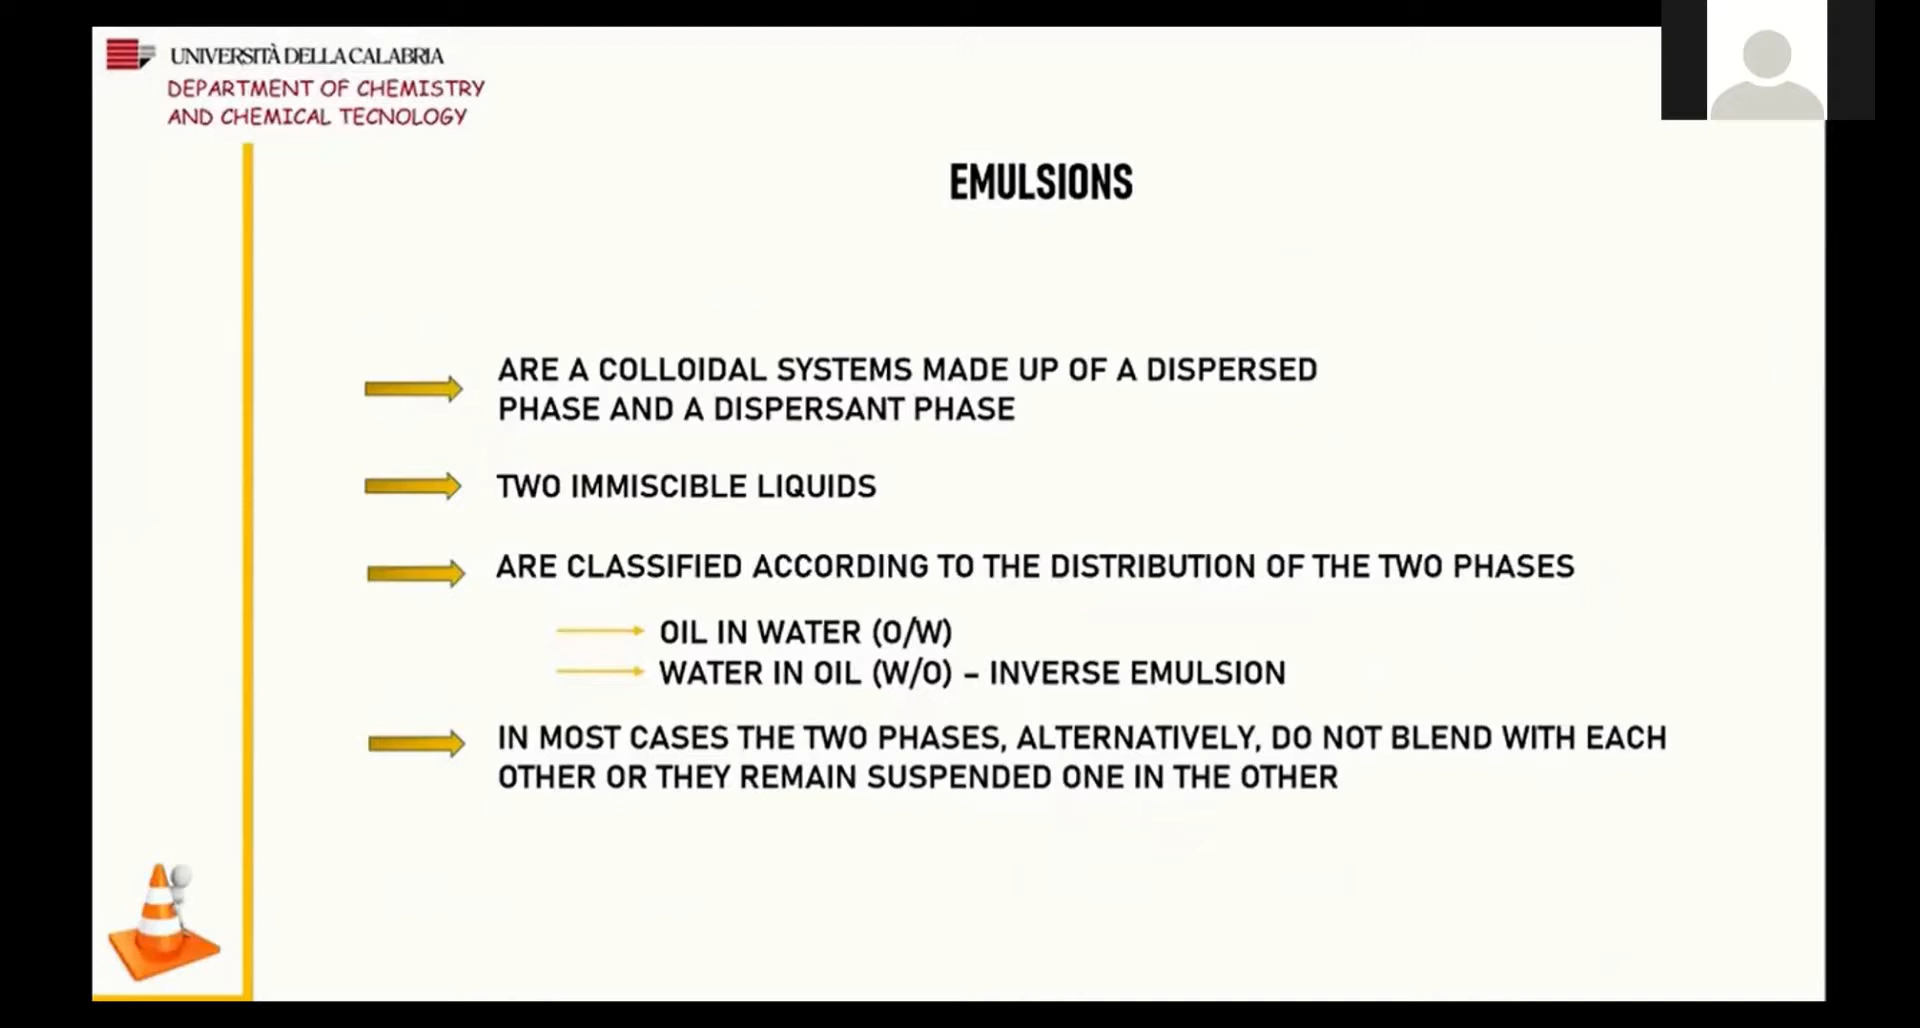 UNIVERSITÀ DELLA CALABRIA
DEPARTMENT OF CHEMISTRY
AND CHEMICAL TECNOLOGY
EMULSIONS
ARE A COLLOIDAL SYSTEMS MADE UP OF A DISPERSED
PHASE AND A DISPERSANT PHASE
TWO IMMISCIBLE LIQUIDS
ARE CLASSIFIED ACCORDING TO THE DISTRIBUTION OF THE TWO PHASES
OIL IN WATER (O/W)
WATER IN OIL (W/O) – INVERSE EMULSION
IN MOST CASES THE TWO PHASES, ALTERNATIVELY, DO NOT BLEND WITH EACH
OTHER OR THEY REMAIN SUSPENDED ONE IN THE OTHER